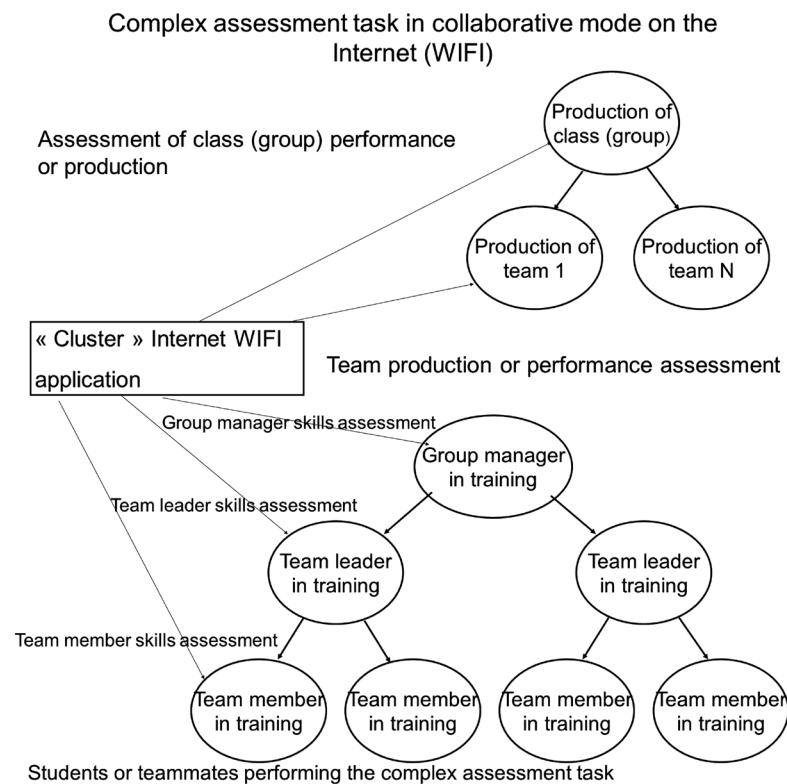 Complex assessment task in collaborative mode on the
Internet (WIFI)
Production of
class (group)
Assessment of class (group) performance
or production
Production of
team 1
Production of
team N
« Cluster » Internet WIFI
application
Team production or performance assessment
Group manager skills assessment
Group manager
in training
Team leader skills assessment
Team leader
in training
Team leader
in training
Team member skills assessment
Team member
in training
Team member
in training
Team member
in training
Team member
in training
Students or teammates performing the complex assessment task